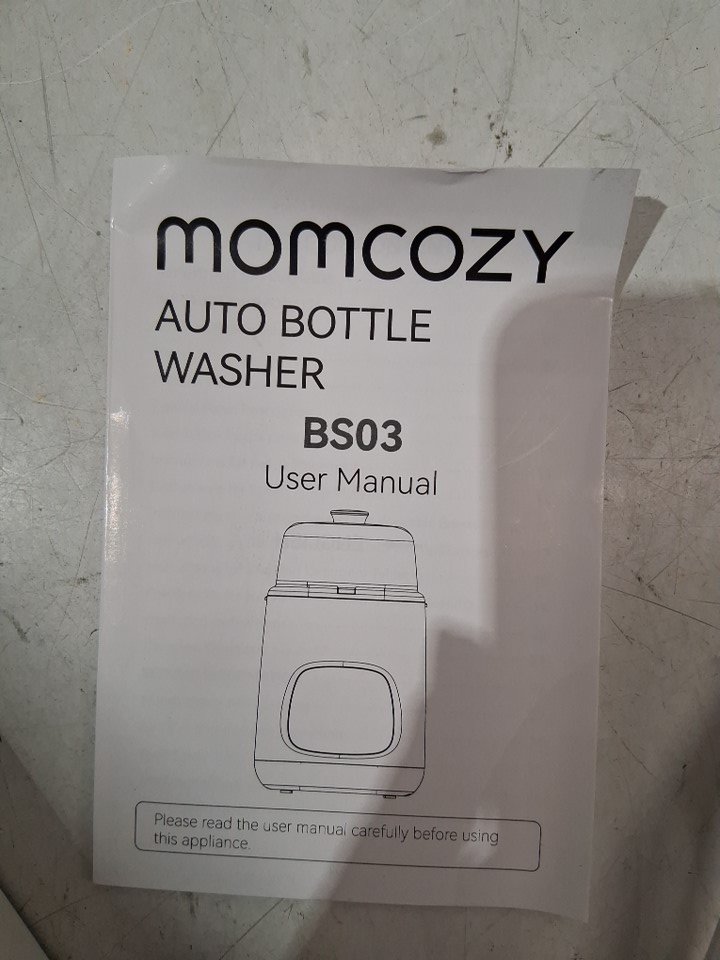 momcozy
AUTO BOTTLE
WASHER
BS03
User Manual
Please read the user manual carefully before using
this appliance.